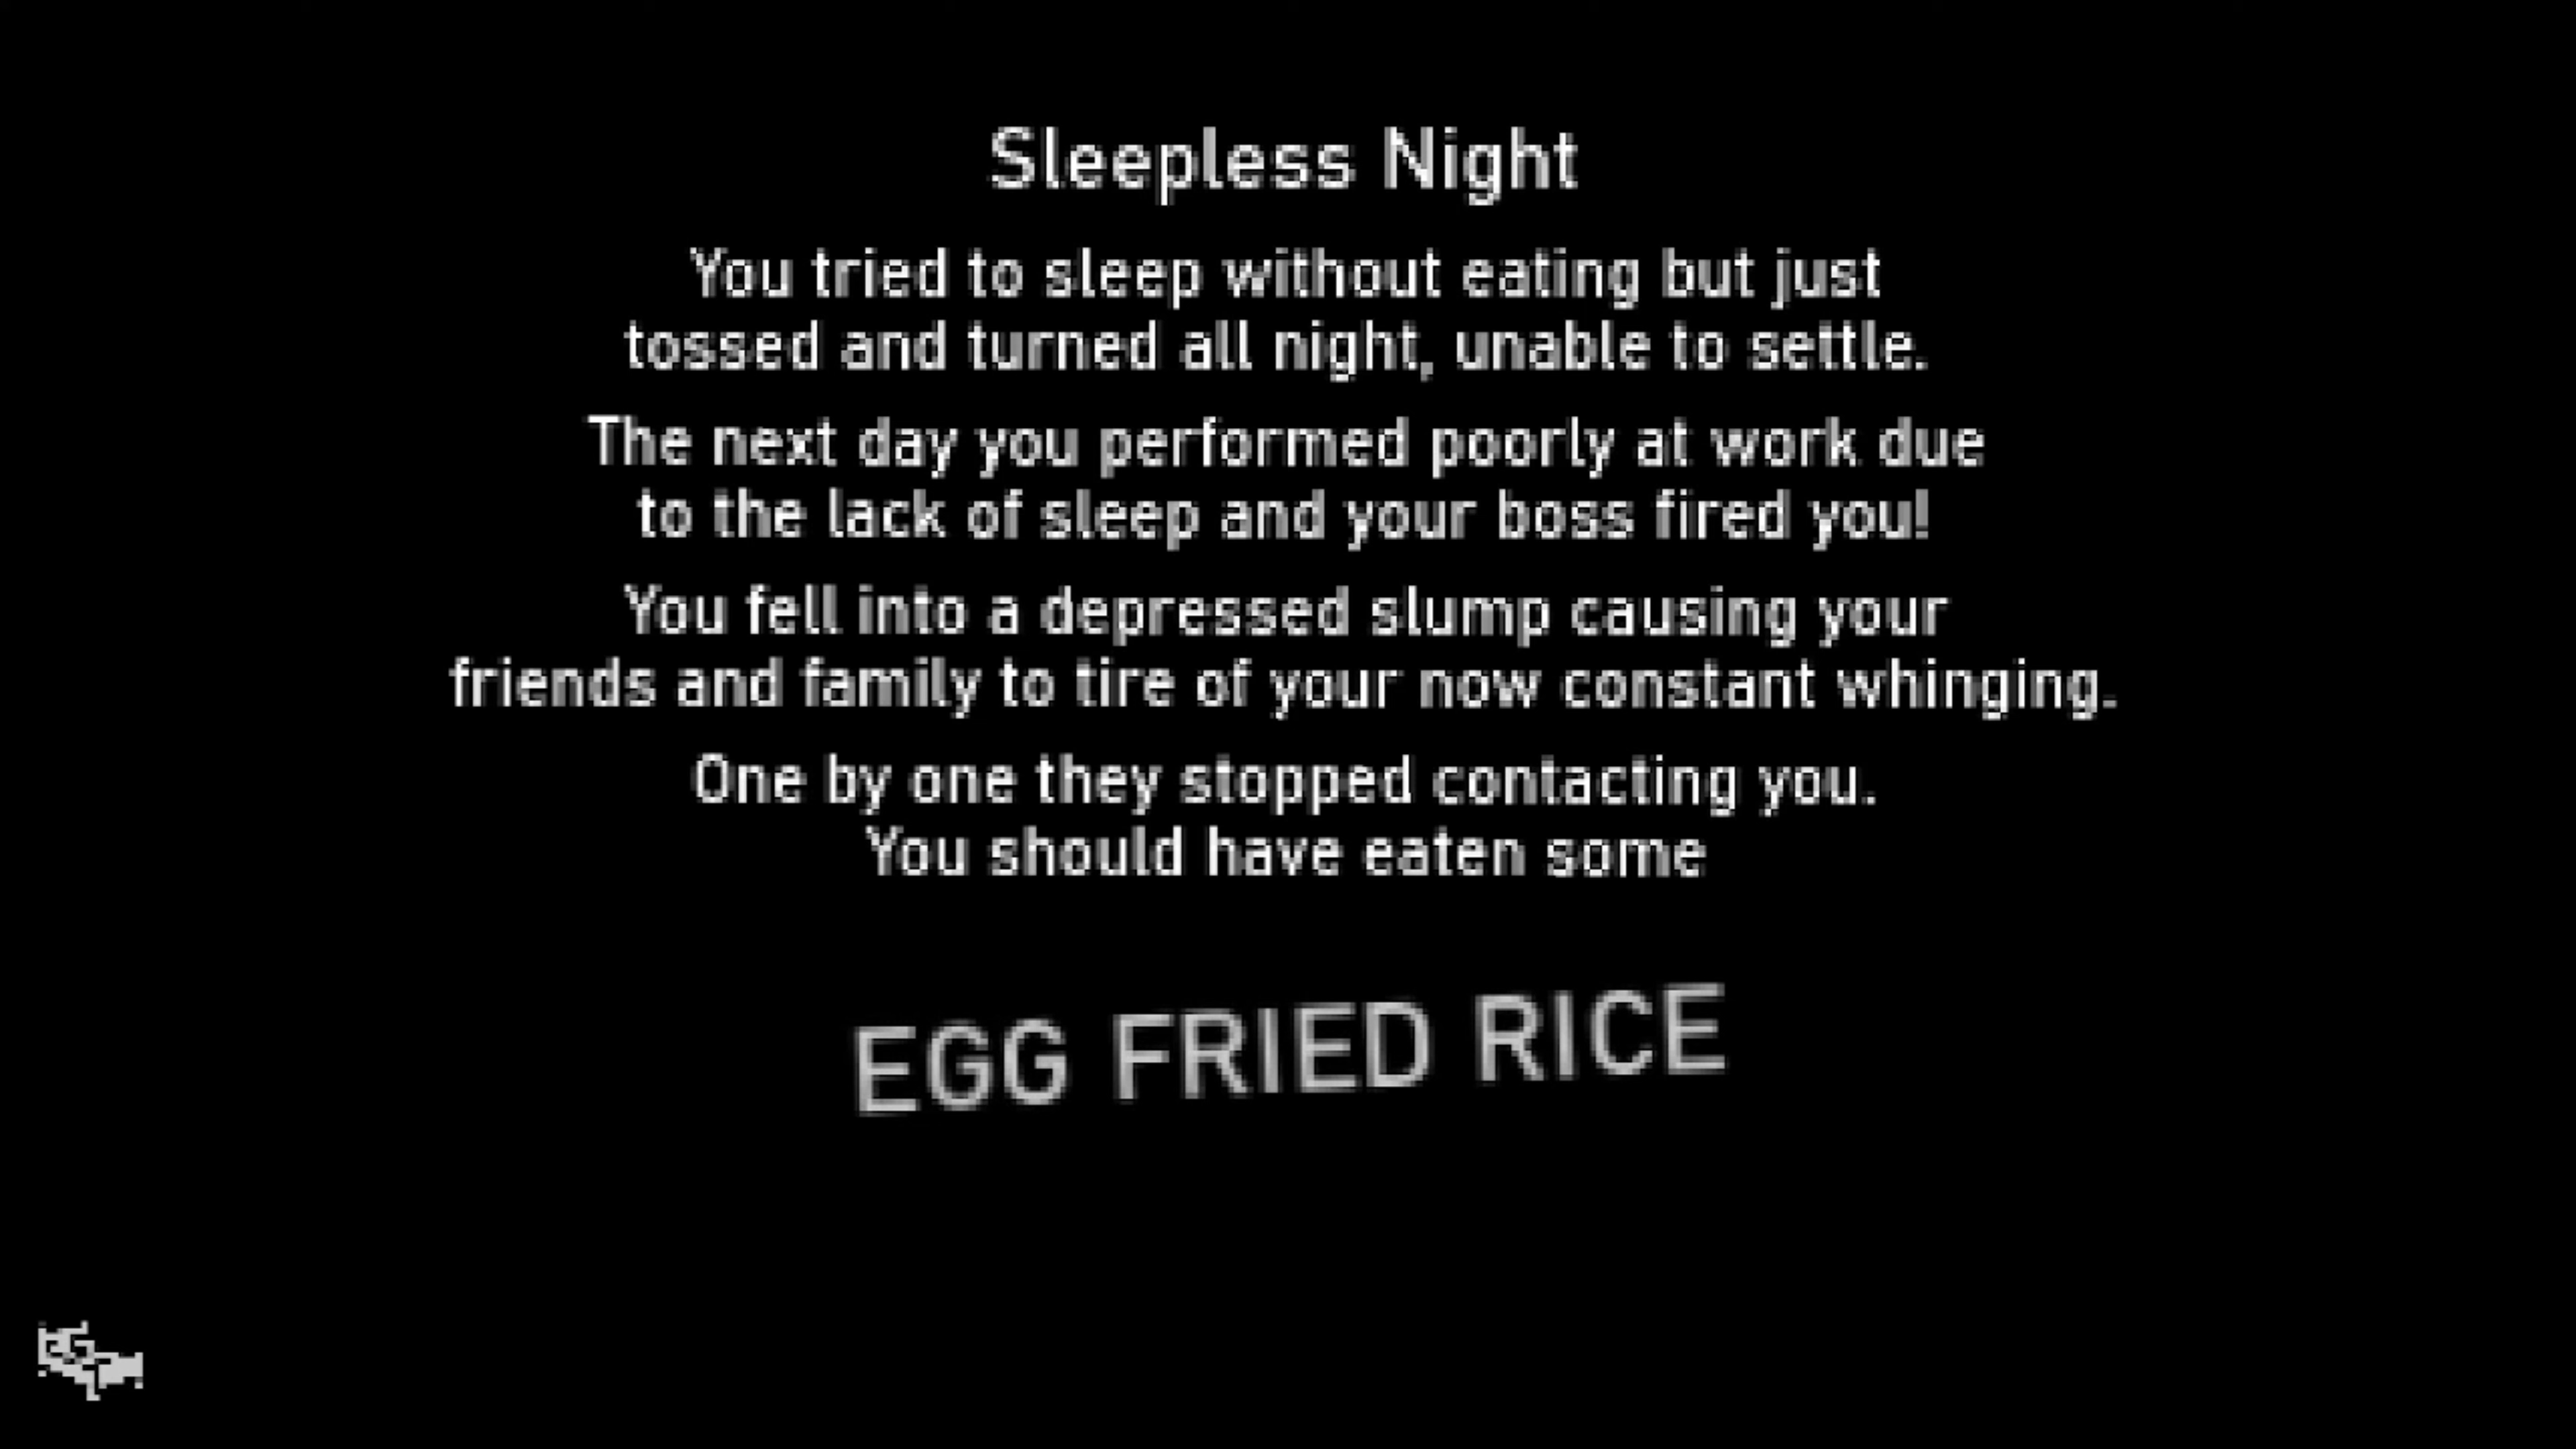 Sleepless Night
You tried to sleep without eating but just
tossed and turned all night, unable to settle.
The next day you performed poorly at work due
to the lack of sleep and your boss fired you!
You fell into a depressed slump causing your
friends and family to tire of your now constant whinging.
One by one they stopped contacting you.
You should have eaten some
EGG FRIED RICE